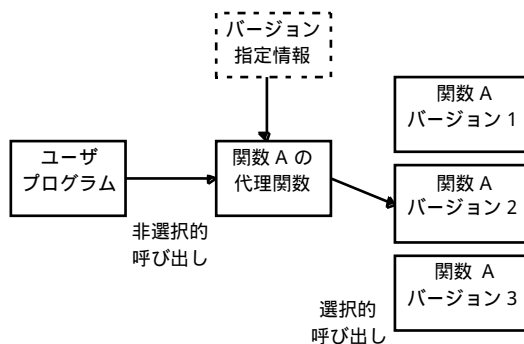 バージョン
指定情報
関数 A
バージョン 1
ユーザ
プログラム
関数 A の
代理関数
関数 A
バージョン 2
非選択的
呼び出し
関数 A
バージョン 3
選択的
呼び出し